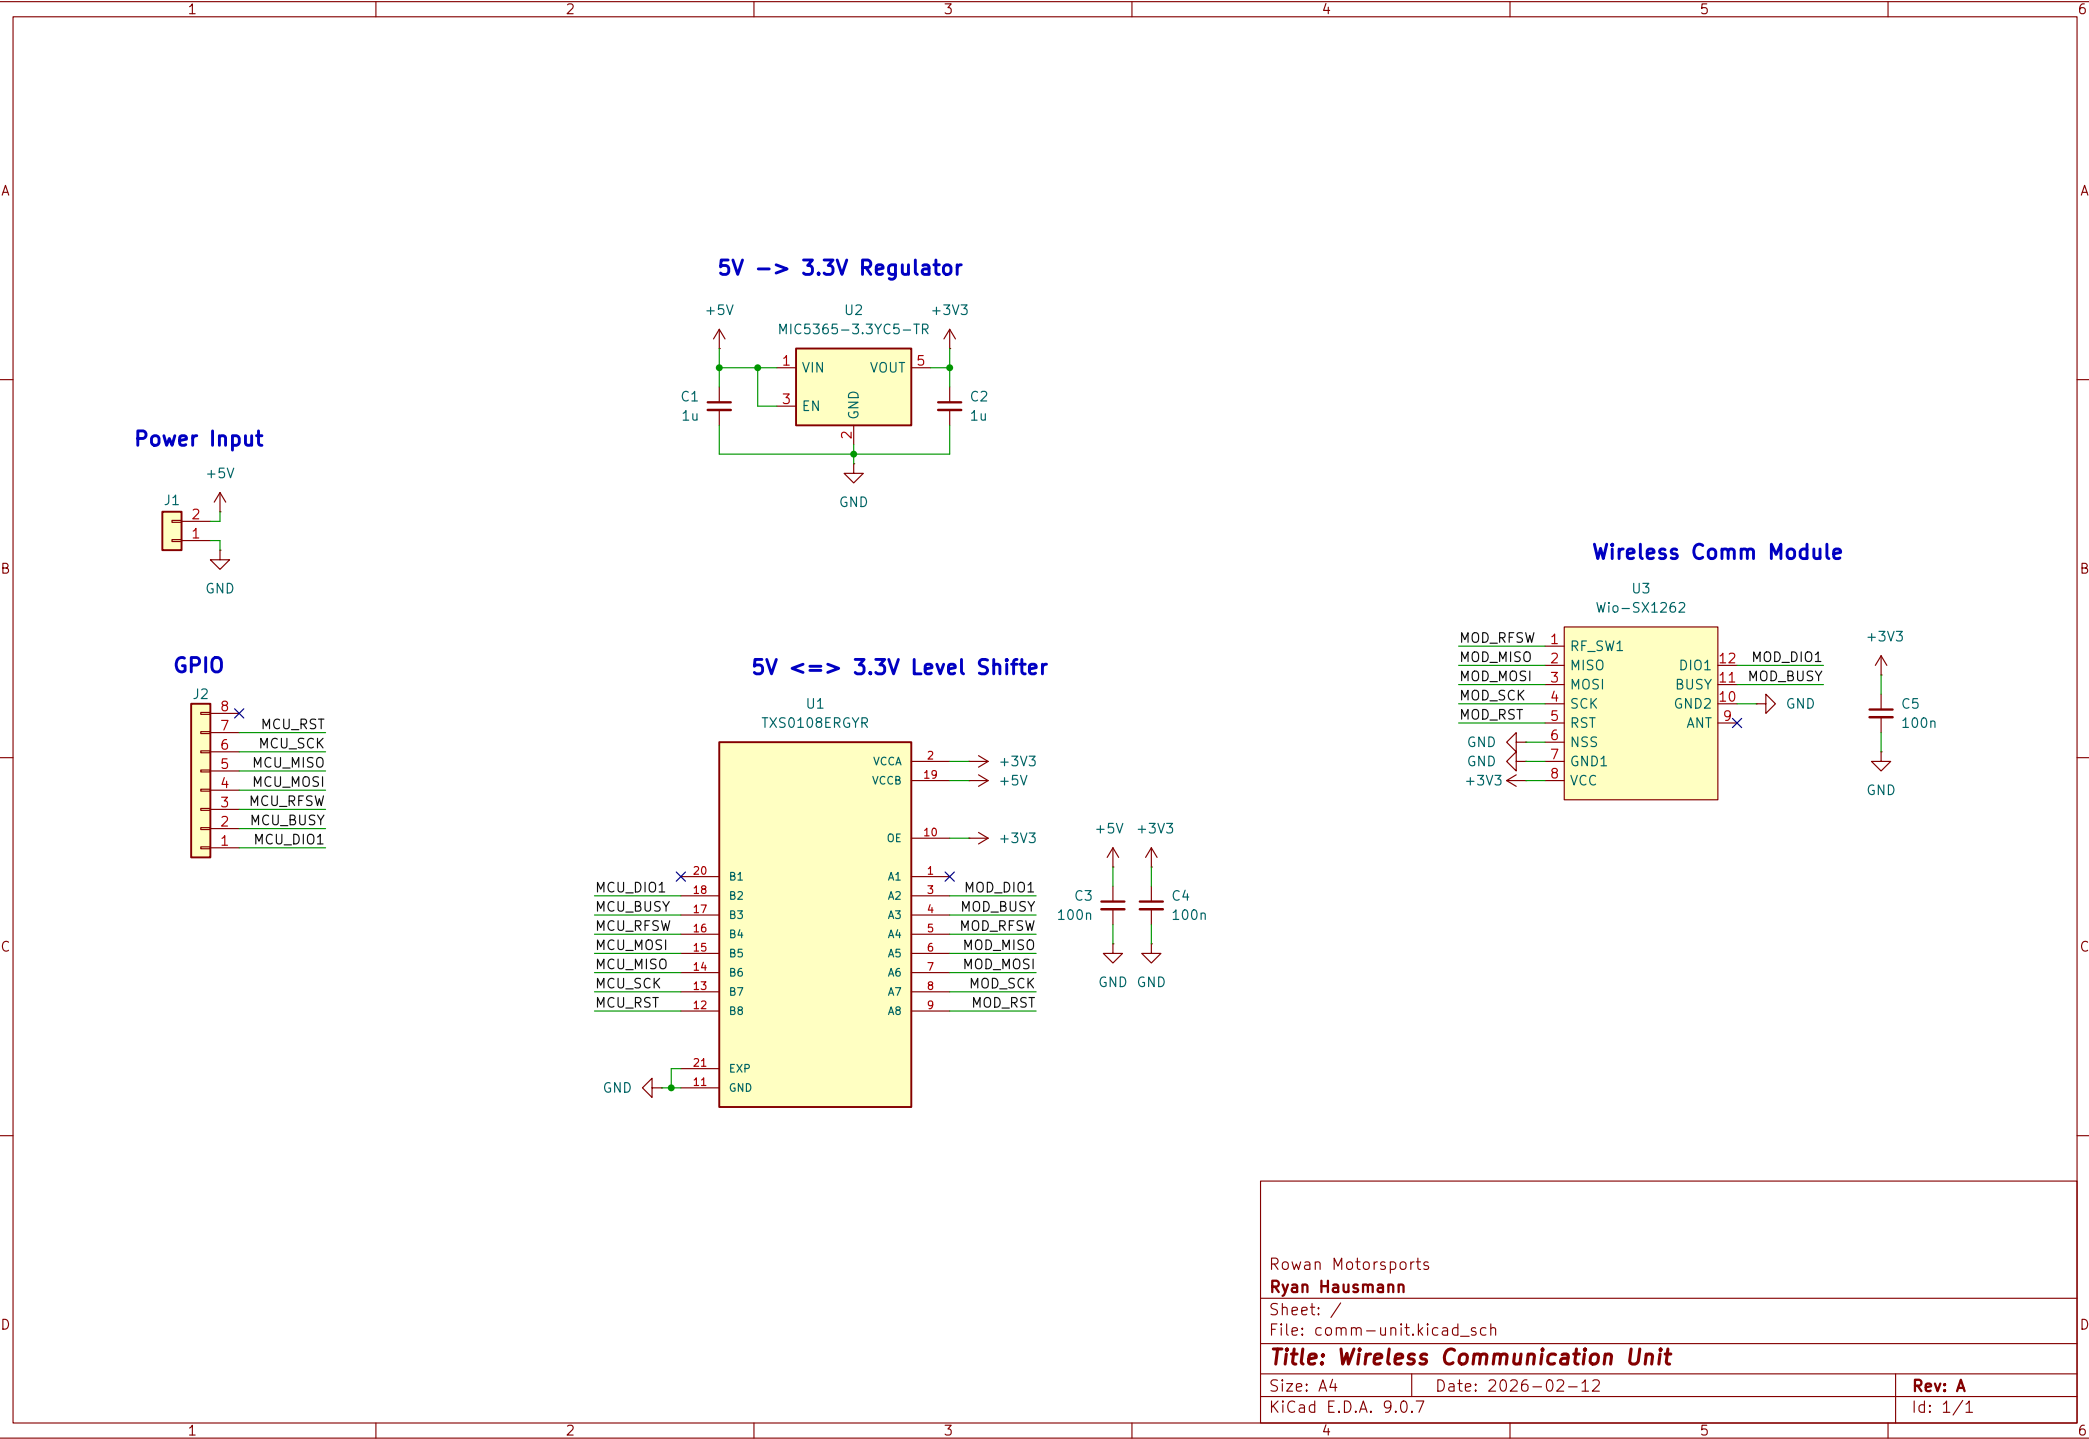 1 2 3 4 5 6
A A
B B
C C
D D
5V -> 3.3V Regulator
+5V
U2
MIC5365-3.3YC5-TR
+3V3
1 VIN
VOUT 5
3 EN
GND
2
C1
1u
C2
1u
GND
Power Input
+5V
J1
2
1
GND
GPIO
J2
8
7 MCU_RST
6 MCU_SCK
5 MCU_MISO
4 MCU_MOSI
3 MCU_RFSW
2 MCU_BUSY
1 MCU_DIO1
5V <=> 3.3V Level Shifter
U1
TXS0108ERGYR
VCCA 2 +3V3
VCCB 19 +5V
OE 10 +3V3
20 B1 A1 1
MCU_DIO1 18 B2 A2 3 MOD_DIO1
MCU_BUSY 17 B3 A3 4 MOD_BUSY
MCU_RFSW 16 B4 A4 5 MOD_RFSW
MCU_MOSI 15 B5 A5 6 MOD_MISO
MCU_MISO 14 B6 A6 7 MOD_MOSI
MCU_SCK 13 B7 A7 8 MOD_SCK
MCU_RST 12 B8 A8 9 MOD_RST
21 EXP
GND 11 GND
+5V +3V3
C3
100n
C4
100n
GND GND
Wireless Comm Module
U3
Wio-SX1262
MOD_RFSW 1 RF_SW1
MOD_MISO 2 MISO DIO1 12 MOD_DIO1
MOD_MOSI 3 MOSI BUSY 11 MOD_BUSY
MOD_SCK 4 SCK GND2 10 GND
MOD_RST 5 RST ANT 9
GND 6 NSS
GND 7 GND1
+3V3 8 VCC
+3V3
C5
100n
GND
Rowan Motorsports
Ryan Hausmann
Sheet: /
File: comm-unit.kicad_sch
Title: Wireless Communication Unit
Size: A4 Date: 2026-02-12 Rev: A
KiCad E.D.A. 9.0.7 Id: 1/1
1 2 3 4 5 6